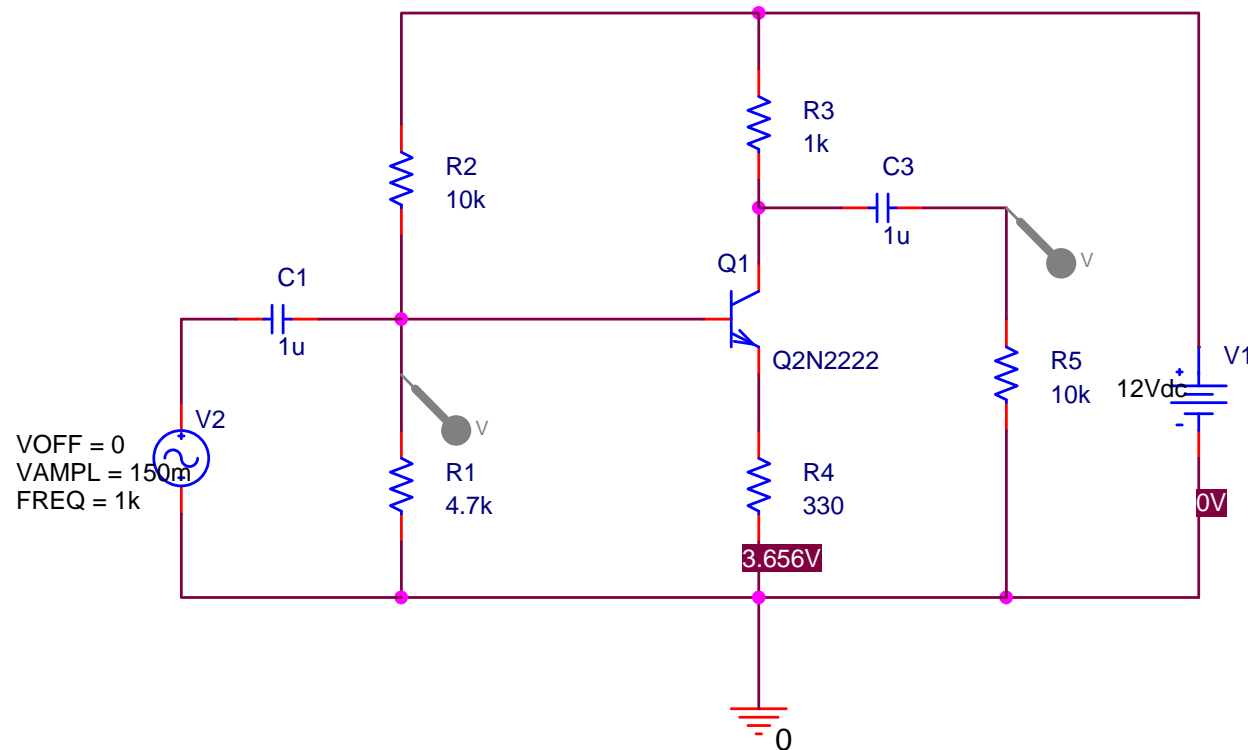 R3
1k
C3
1u
R2
10k
Q1
V
C1
1u
Q2N2222
V1
+
12Vdc
-
R5
10k
V2
+
-
V
VOFF = 0
VAMPL = 150m
FREQ = 1k
R1
4.7k
R4
330
0V
3.656V
0